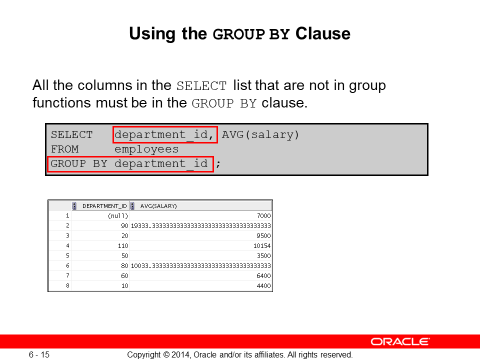 Using the GROUP BY Clause
All the columns in the SELECT list that are not in group
functions must be in the GROUP BY clause.
SELECT department_id, AVG(salary)
FROM employees
GROUP BY department_id ;
DEPARTMENT_ID AVG(SALARY)
1 (null) 7000
2 90 19333.3333333333333333333333333333333333
3 20 9500
4 110 10154
5 50 3500
6 80 10033.3333333333333333333333333333333333
7 60 6400
8 10 4400
ORACLE
6 - 15 Copyright © 2014, Oracle and/or its affiliates. All rights reserved.